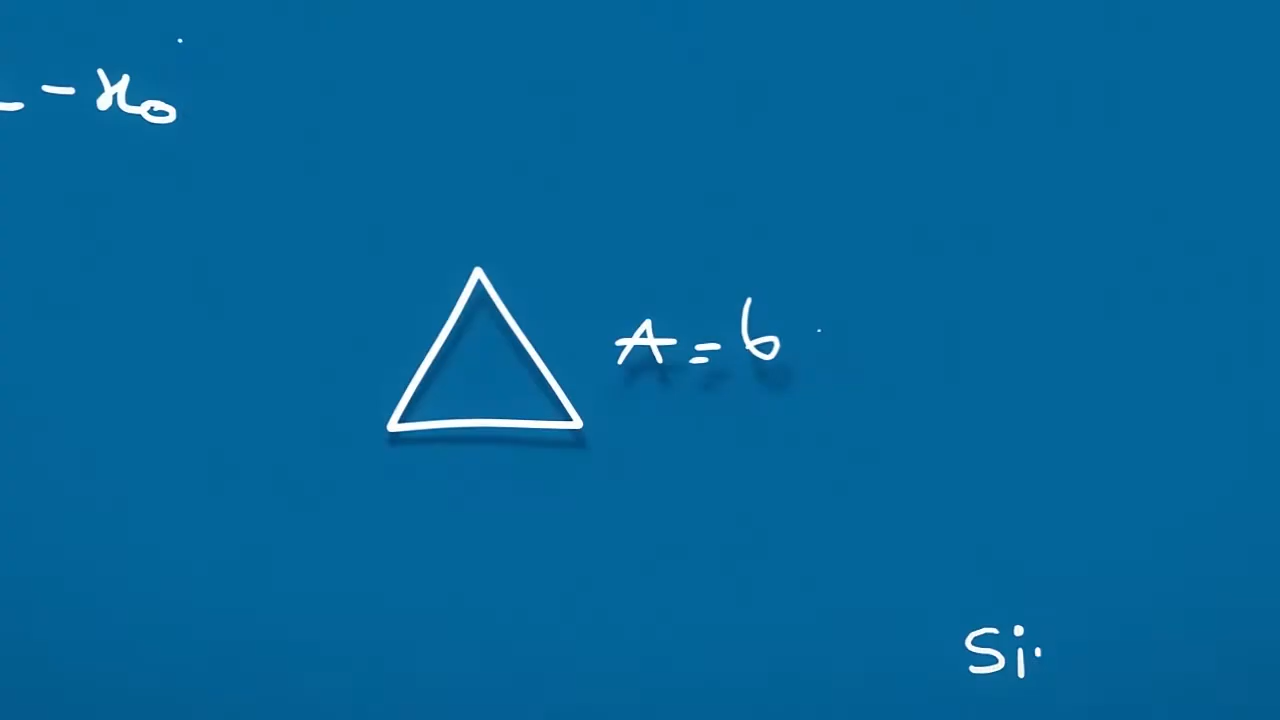 - x₀
A = 6
Si